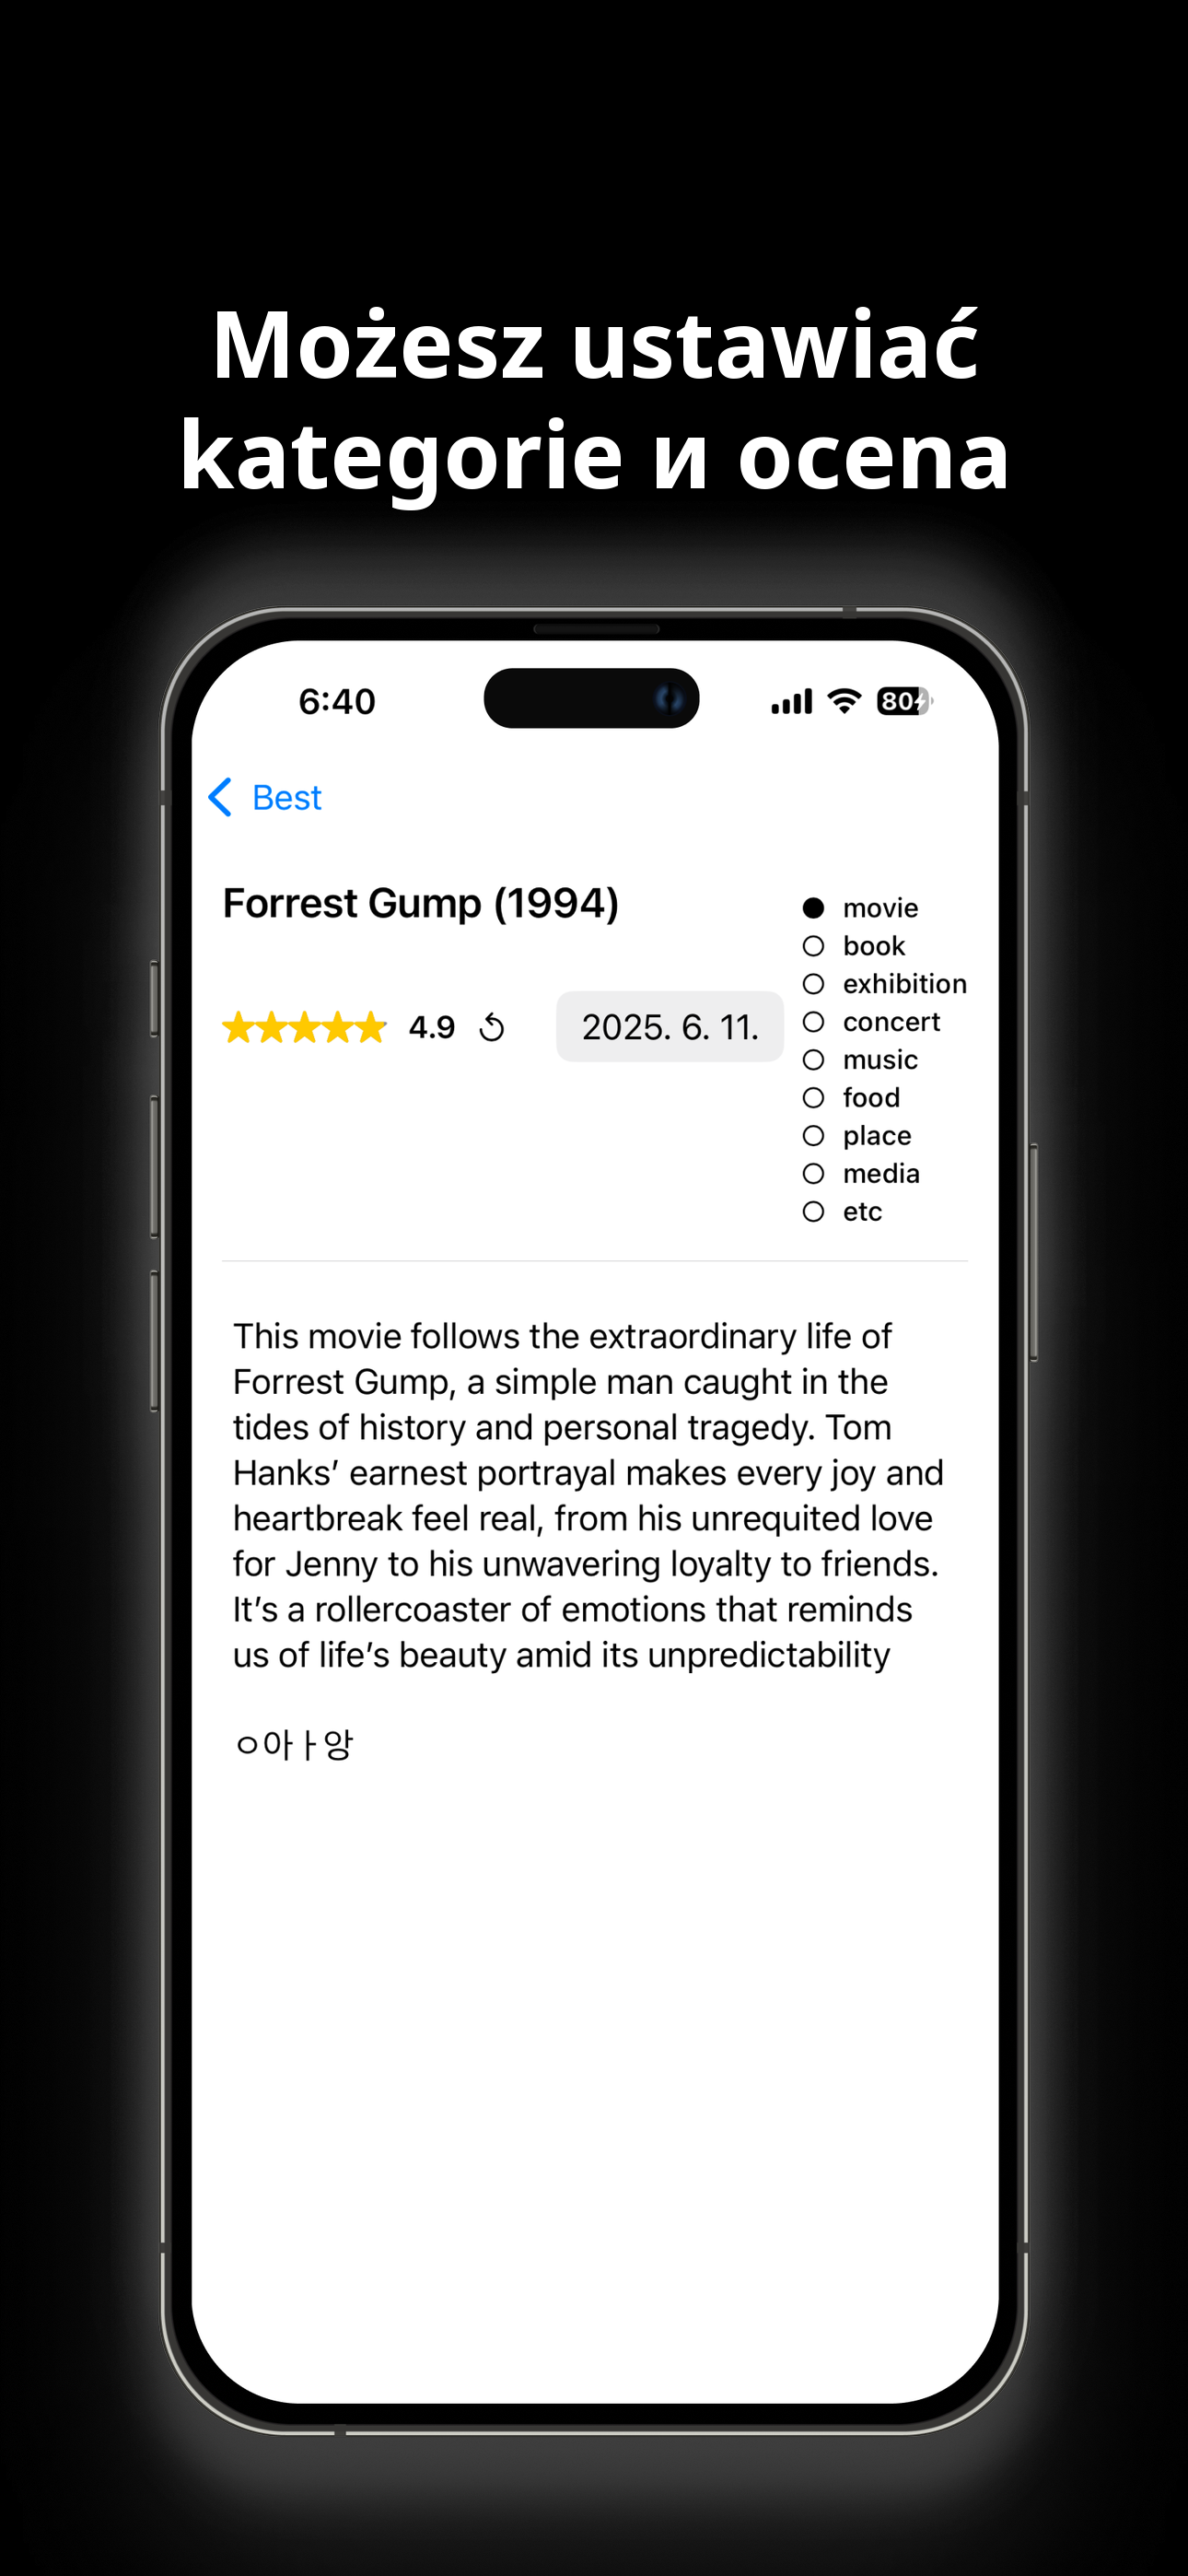 Możesz ustawiać
kategorie и ocena
6:40
80
Best
Forrest Gump (1994)
movie
book
exhibition
4.9
2025. 6. 11.
concert
music
food
place
media
etc
This movie follows the extraordinary life of
Forrest Gump, a simple man caught in the
tides of history and personal tragedy. Tom
Hanks’ earnest portrayal makes every joy and
heartbreak feel real, from his unrequited love
for Jenny to his unwavering loyalty to friends.
It’s a rollercoaster of emotions that reminds
us of life’s beauty amid its unpredictability
ㅇ아ㅏ앙